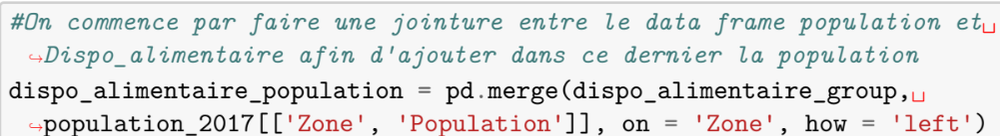 #On commence par faire une jointure entre le data frame population et␣
↪Dispo_alimentaire afin d'ajouter dans ce dernier la population
dispo_alimentaire_population = pd.merge(dispo_alimentaire_group,␣
↪population_2017[['Zone', 'Population']], on = 'Zone', how = 'left')